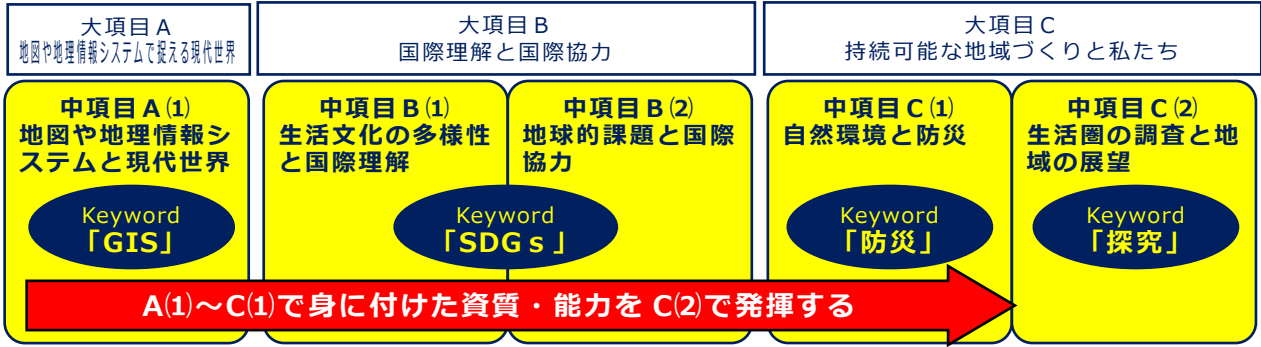 大項目A
地図や地理情報システムで捉える現代世界
大項目B
国際理解と国際協力
大項目C
持続可能な地域づくりと私たち
中項目A⑴
地図や地理情報シ
ステムと現代世界
Keyword
「GIS」
中項目B⑴
生活文化の多様性
と国際理解
中項目B⑵
地球的課題と国際
協力
Keyword
「SDGｓ」
中項目C⑴
自然環境と防災
Keyword
「防災」
中項目C⑵
生活圏の調査と地
域の展望
Keyword
「探究」
A⑴～C⑴で身に付けた資質・能力をC⑵で発揮する